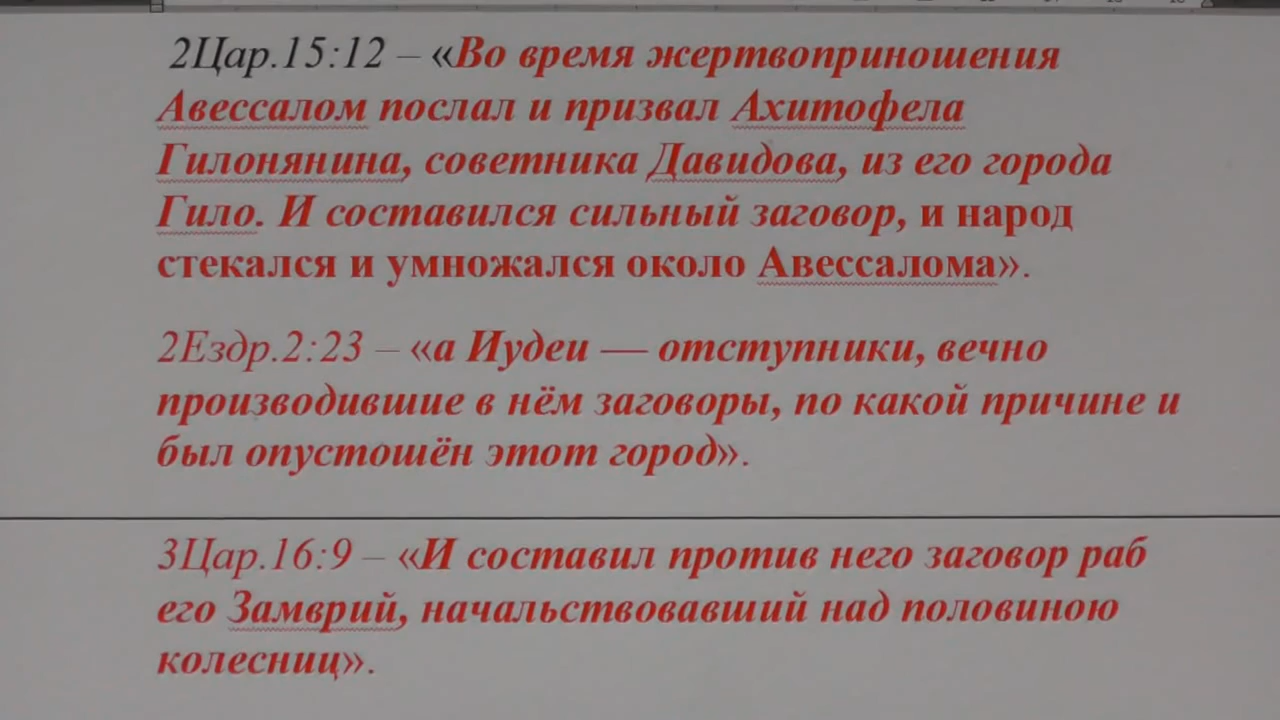 2Цар.15:12 – «Во время жертвоприношения
Авессалом послал и призвал Ахитофела
Гилонянина, советника Давидова, из его города
Гило. И составился сильный заговор, и народ
стекался и умножался около Авессалома».
2Ездр.2:23 – «а Иудеи — отступники, вечно
производившие в нём заговоры, по какой причине и
был опустошён этот город».
3Цар.16:9 – «И составил против него заговор раб
его Замврий, начальствовавший над половиною
колесниц».